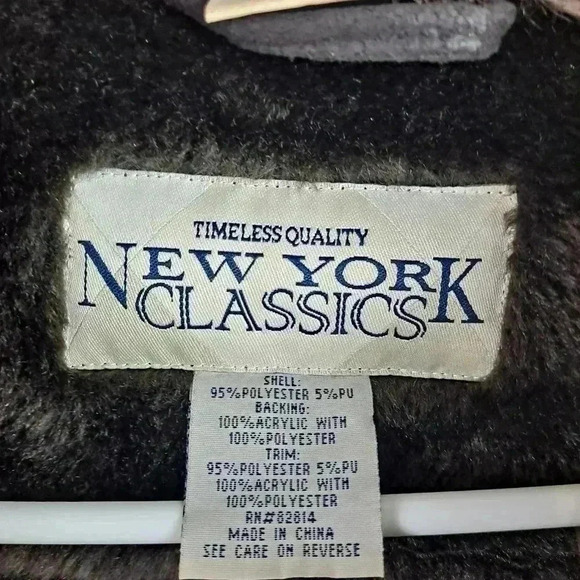 TIMELESS QUALITY
NEW YORK
CLASSICS
SHELL:
95%POLYESTER 5%PU
BACKING:
100%ACRYLIC WITH
100%POLYESTER
TRIM:
95%POLYESTER 5%PU
100%ACRYLIC WITH
100%POLYESTER
RN#82814
MADE IN CHINA
SEE CARE ON REVERSE